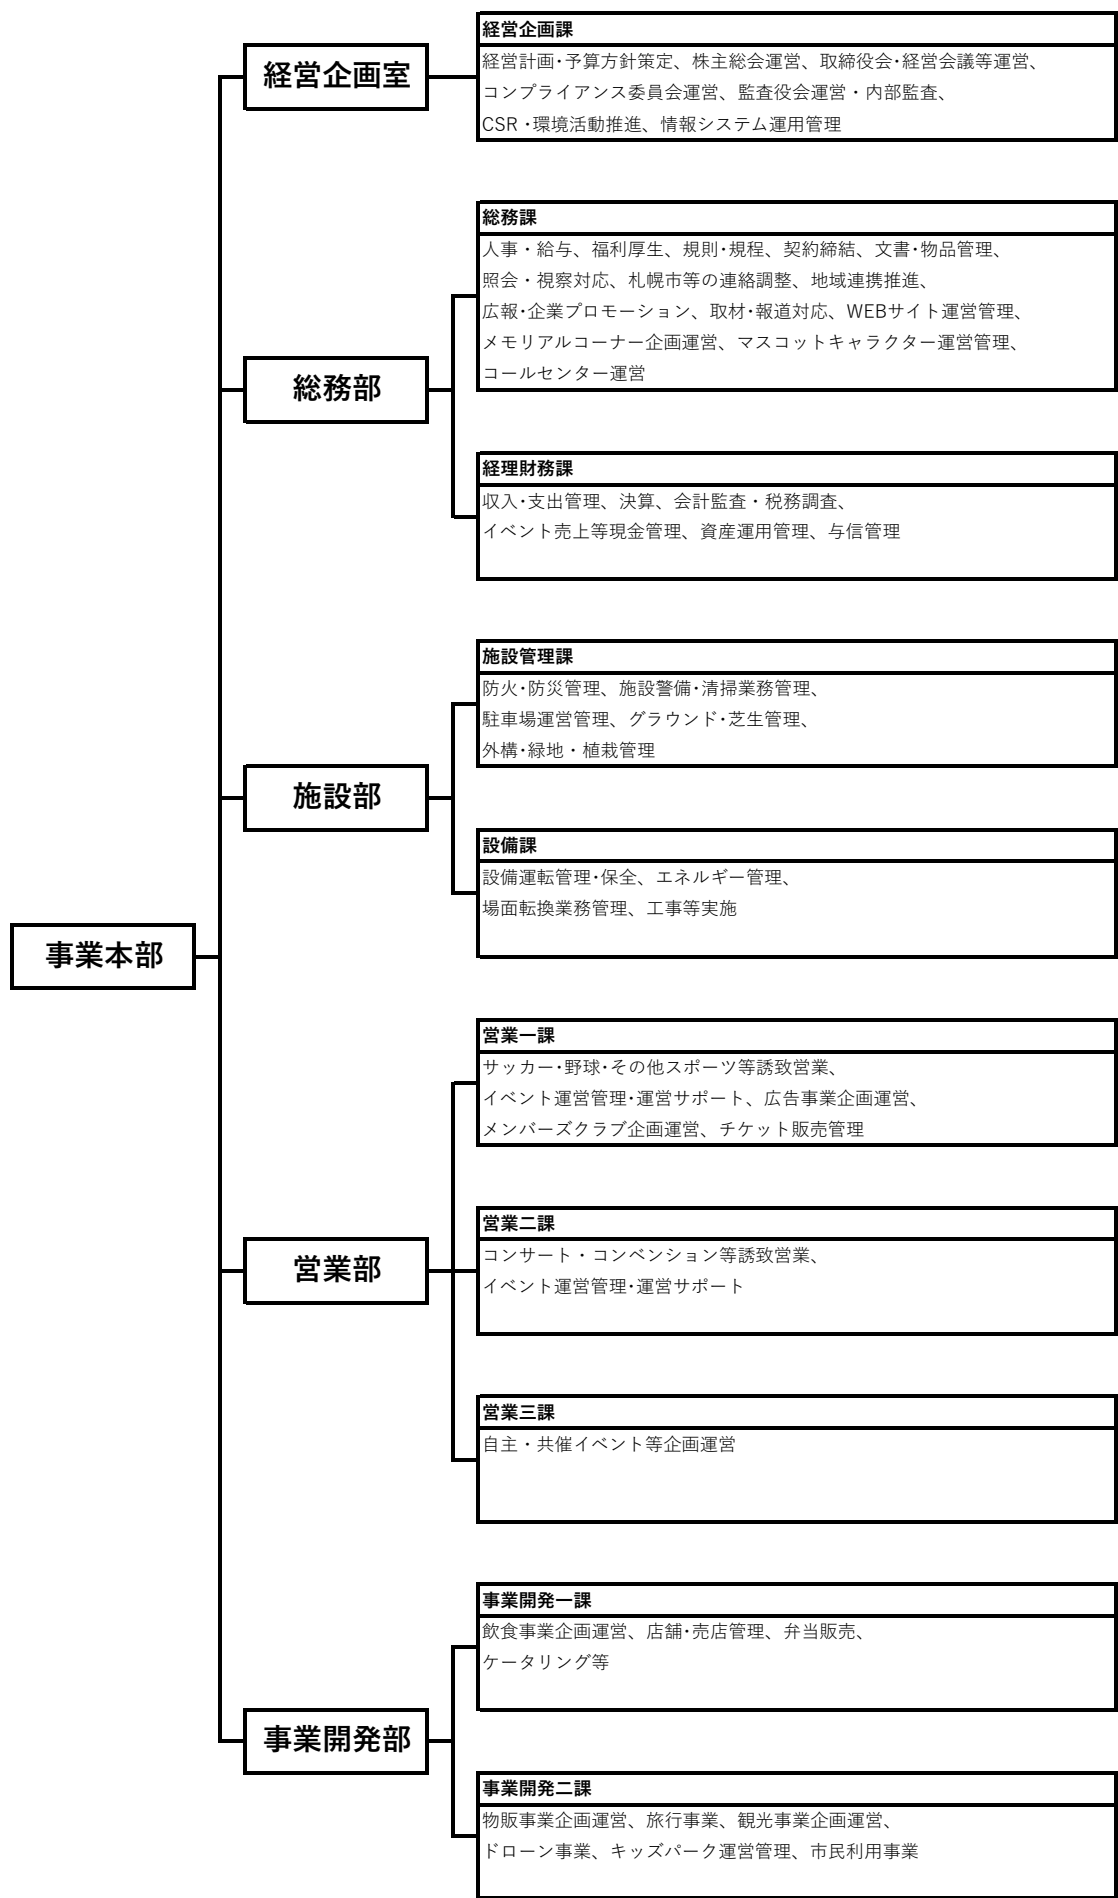 経営企画室
経営企画課
経営計画･予算方針策定、株主総会運営、取締役会･経営会議等運営、
コンプライアンス委員会運営、監査役会運営・内部監査、
CSR・環境活動推進、情報システム運用管理
総務部
総務課
人事・給与、福利厚生、規則･規程、契約締結、文書･物品管理、
照会・視察対応、札幌市等の連絡調整、地域連携推進、
広報･企業プロモーション、取材･報道対応、WEBサイト運営管理、
メモリアルコーナー企画運営、マスコットキャラクター運営管理、
コールセンター運営
経理財務課
収入･支出管理、決算、会計監査・税務調査、
イベント売上等現金管理、資産運用管理、与信管理
施設部
施設管理課
防火･防災管理、施設警備･清掃業務管理、
駐車場運営管理、グラウンド･芝生管理、
外構･緑地・植栽管理
設備課
設備運転管理･保全、エネルギー管理、
場面転換業務管理、工事等実施
事業本部
営業部
営業一課
サッカー･野球･その他スポーツ等誘致営業、
イベント運営管理･運営サポート、広告事業企画運営、
メンバーズクラブ企画運営、チケット販売管理
営業二課
コンサート・コンベンション等誘致営業、
イベント運営管理･運営サポート
営業三課
自主・共催イベント等企画運営
事業開発部
事業開発一課
飲食事業企画運営、店舗･売店管理、弁当販売、
ケータリング等
事業開発二課
物販事業企画運営、旅行事業、観光事業企画運営、
ドローン事業、キッズパーク運営管理、市民利用事業